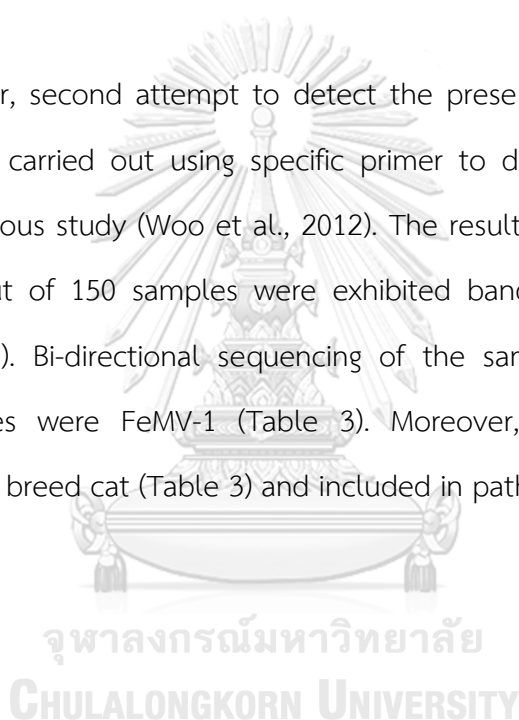 r, second attempt to detect the prese
carried out using specific primer to d
ous study (Woo et al., 2012). The result
ut of 150 samples were exhibited banc
). Bi-directional sequencing of the sar
es were FeMV-1 (Table 3). Moreover,
breed cat (Table 3) and included in path
จุฬาลงกรณ์มหาวิทยาลัย
CHULALONGKORN UNIVERSITY